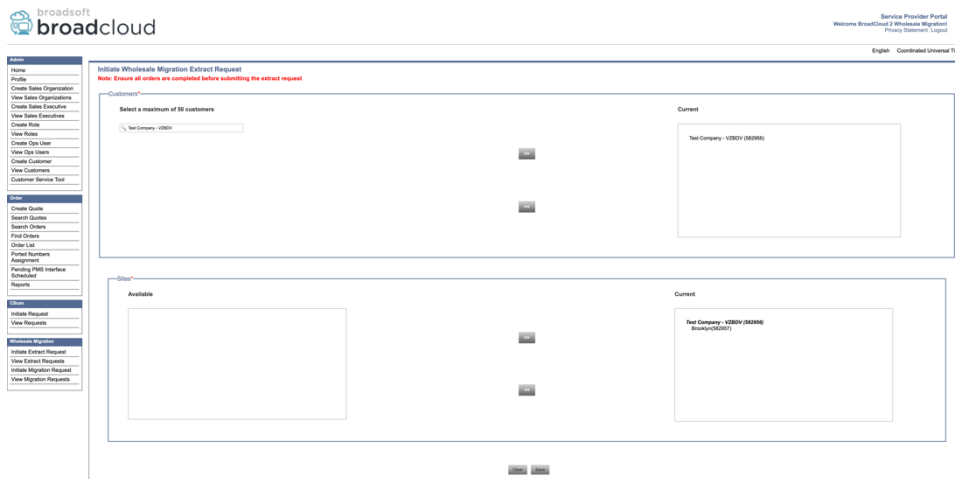 broadsoft
broadcloud
Service Provider Portal
Welcome BroadCloud 2 Wholesale Migration!
Privacy Statement Logout
English Coordinated Universal Ti
Admin
Home
Profile
Create Sales Organization
View Sales Organizations
Create Sales Executive
View Sales Executives
Create Role
View Roles
Create Ops User
View Ops Users
Create Customer
View Customers
Customer Service Tool
Order
Create Quote
Search Quotes
Search Orders
Find Orders
Order List
Ported Numbers
Assignment
Pending PMS Interface
Scheduled
Reports
CScan
Initiate Request
View Requests
Wholesale Migration
Initiate Extract Request
View Extract Requests
Initiate Migration Request
View Migration Requests
Initiate Wholesale Migration Extract Request
Note: Ensure all orders are completed before submitting the extract request
Customers*
Select a maximum of 50 customers
Test Company - VZBDV
Current
Test Company - VZBDV (582956)
Sites*
Available
Current
Test Company - VZBDV (582956)
Brooklyn(582957)
Clear Save